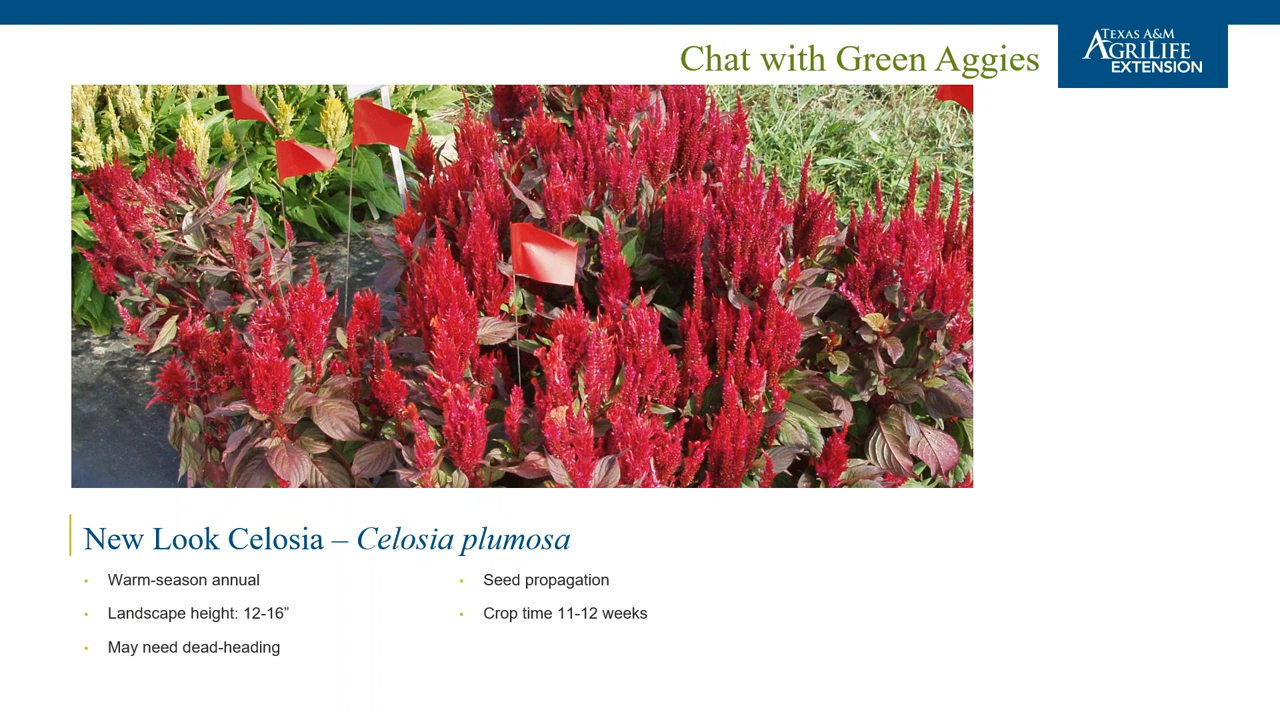 Chat with Green Aggies
TEXAS A&M
AGRILIFE
EXTENSION
New Look Celosia – Celosia plumosa
• Warm-season annual
• Landscape height: 12-16”
• May need dead-heading
• Seed propagation
• Crop time 11-12 weeks